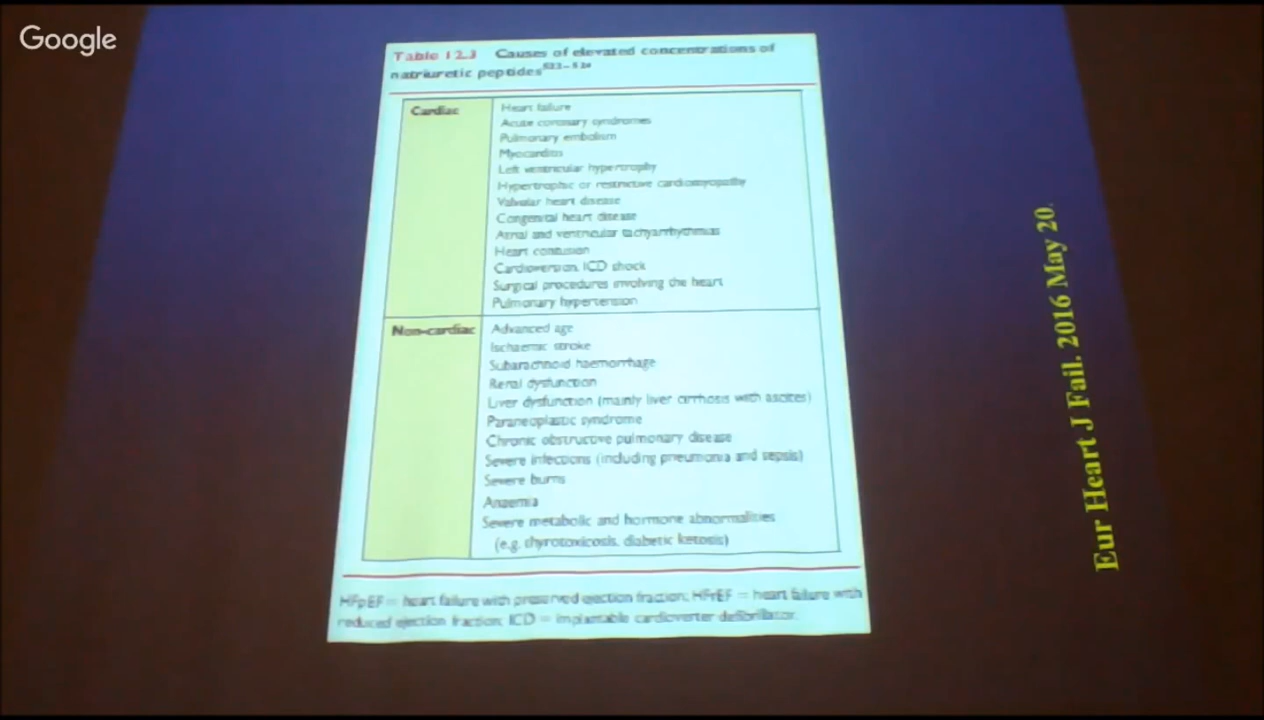 Google
Table 12.3 Causes of elevated concentrations of
natriuretic peptides
Cardiac
Heart failure
Acute coronary syndromes
Pulmonary embolism
Myocarditis
Left ventricular hypertrophy
Hypertrophic or restrictive cardiomyopathy
Valvular heart disease
Congenital heart disease
Atrial and ventricular tachyarrhythmias
Heart contusion
Cardioversion, ICD shock
Surgical procedures involving the heart
Pulmonary hypertension
Non-cardiac
Advanced age
Ischaemic stroke
Subarachnoid haemorrhage
Renal dysfunction
Liver dysfunction (mainly liver cirrhosis with ascites)
Paraneoplastic syndrome
Chronic obstructive pulmonary disease
Severe infections (including pneumonia and sepsis)
Severe burns
Anaemia
Severe metabolic and hormone abnormalities
(e.g. thyrotoxicosis, diabetic ketosis)
HFpEF = heart failure with preserved ejection fraction; HFrEF = heart failure with
reduced ejection fraction; ICD = implantable cardioverter defibrillator.
Eur Heart J Fail. 2016 May 20.